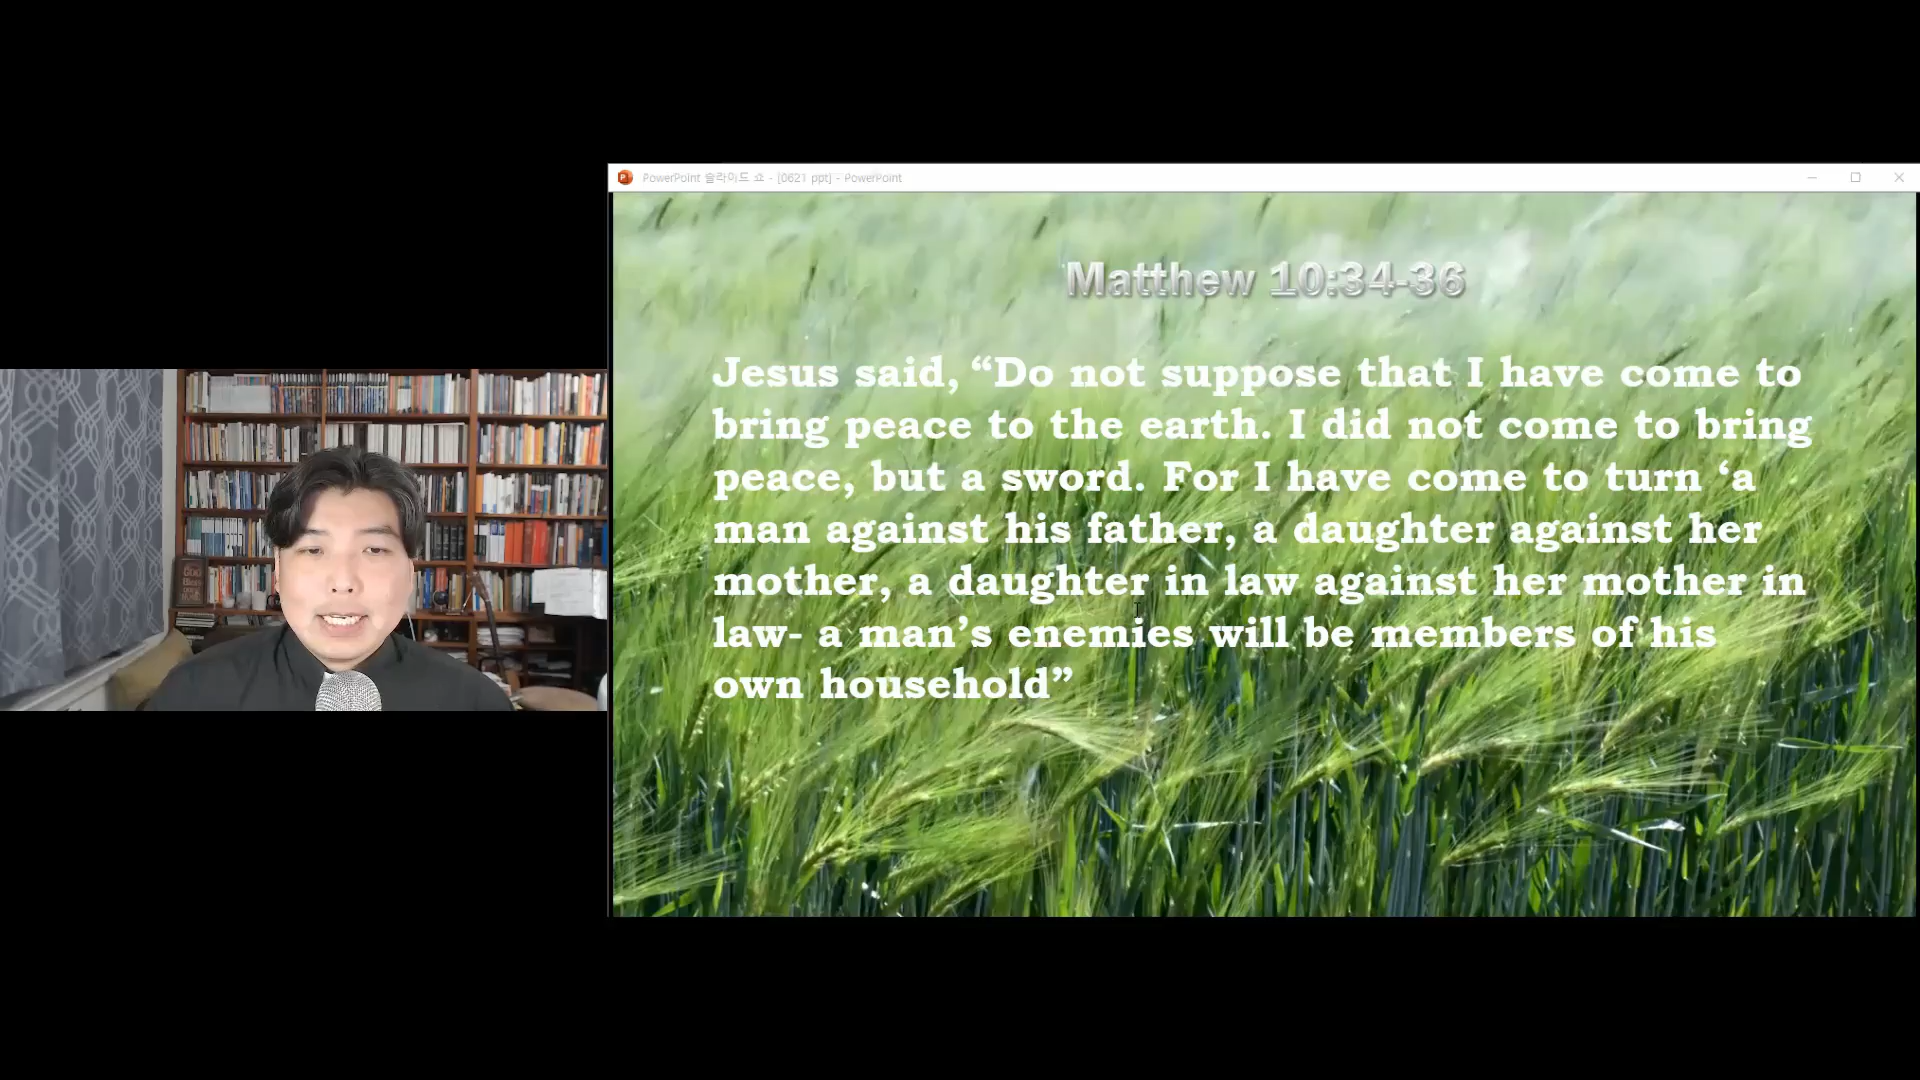 PowerPoint 슬라이드 쇼 - [0621 ppt] - PowerPoint
Matthew 10:34-36
Jesus said, “Do not suppose that I have come to
bring peace to the earth. I did not come to bring
peace, but a sword. For I have come to turn ‘a
man against his father, a daughter against her
mother, a daughter in law against her mother in
law- a man’s enemies will be members of his
own household”